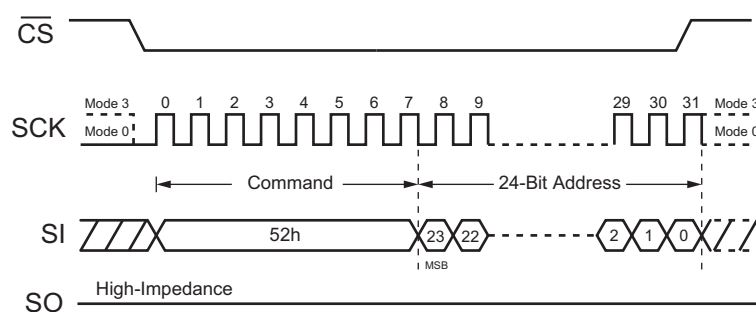 CS
Mode 3
Mode 0
SCK
0 1 2 3 4 5 6 7 8 9 29 30 31
Mode 3
Mode 0
Command
24-Bit Address
SI
52h
23 22 2 1 0
MSB
SO
High-Impedance